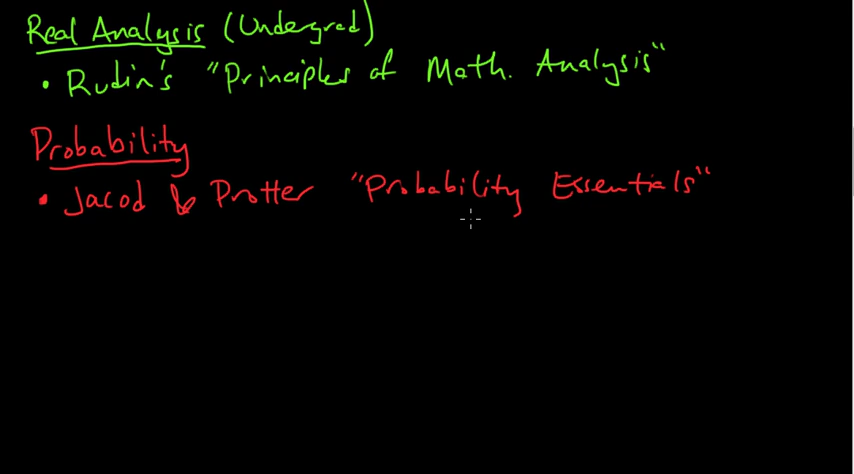 Real Analysis (Undergrad)
• Rudin's "Principles of Math. Analysis"
Probability
• Jacod & Protter "Probability Essentials"